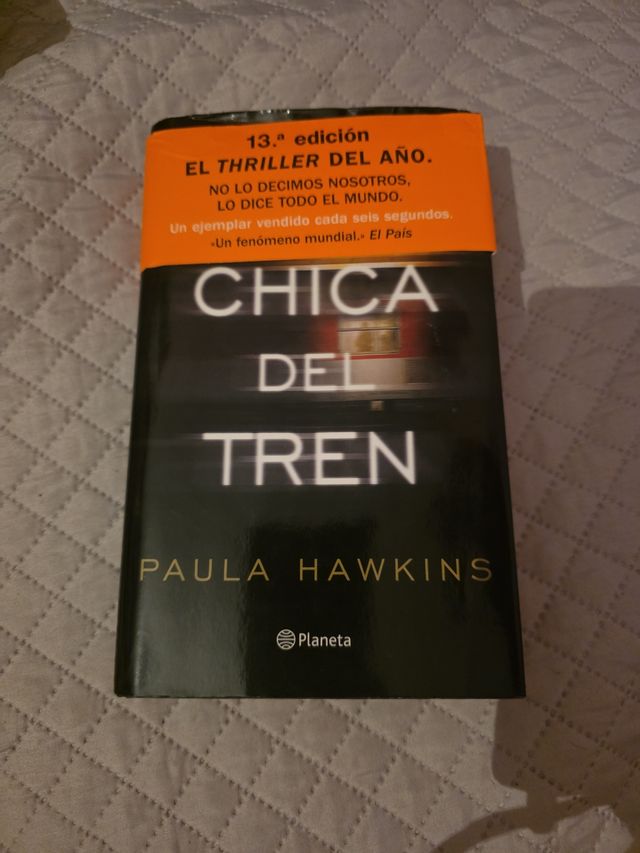 13.ª edición
EL THRILLER DEL AÑO.
NO LO DECIMOS NOSOTROS,
LO DICE TODO EL MUNDO.
Un ejemplar vendido cada seis segundos.
«Un fenómeno mundial.» El País
CHICA
DEL
TREN
PAULA HAWKINS
Planeta